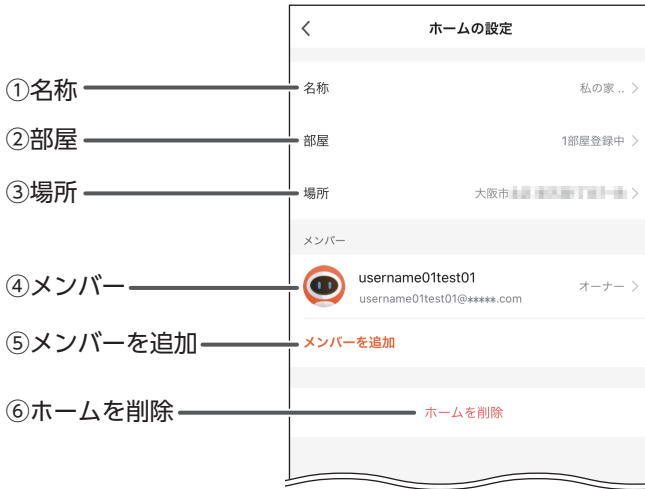 ホームの設定
①名称
名称
私の家 ..
②部屋
部屋
1部屋登録中
③場所
場所
大阪市
メンバー
④メンバー
username01test01
username01test01@*****.com
オーナー
⑤メンバーを追加
メンバーを追加
⑥ホームを削除
ホームを削除